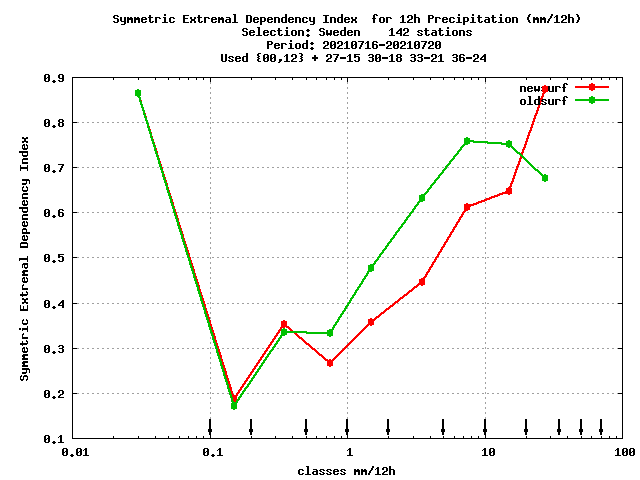 Symmetric Extremal Dependency Index  for 12h Precipitation (mm/12h)
Selection: Sweden    142 stations
Period: 20210716-20210720
Used {00,12} + 27-15 30-18 33-21 36-24
newsurf
oldsurf
Symmetric Extremal Dependency Index
0.9
0.8
0.7
0.6
0.5
0.4
0.3
0.2
0.1
0.01 0.1 1 10 100
classes mm/12h